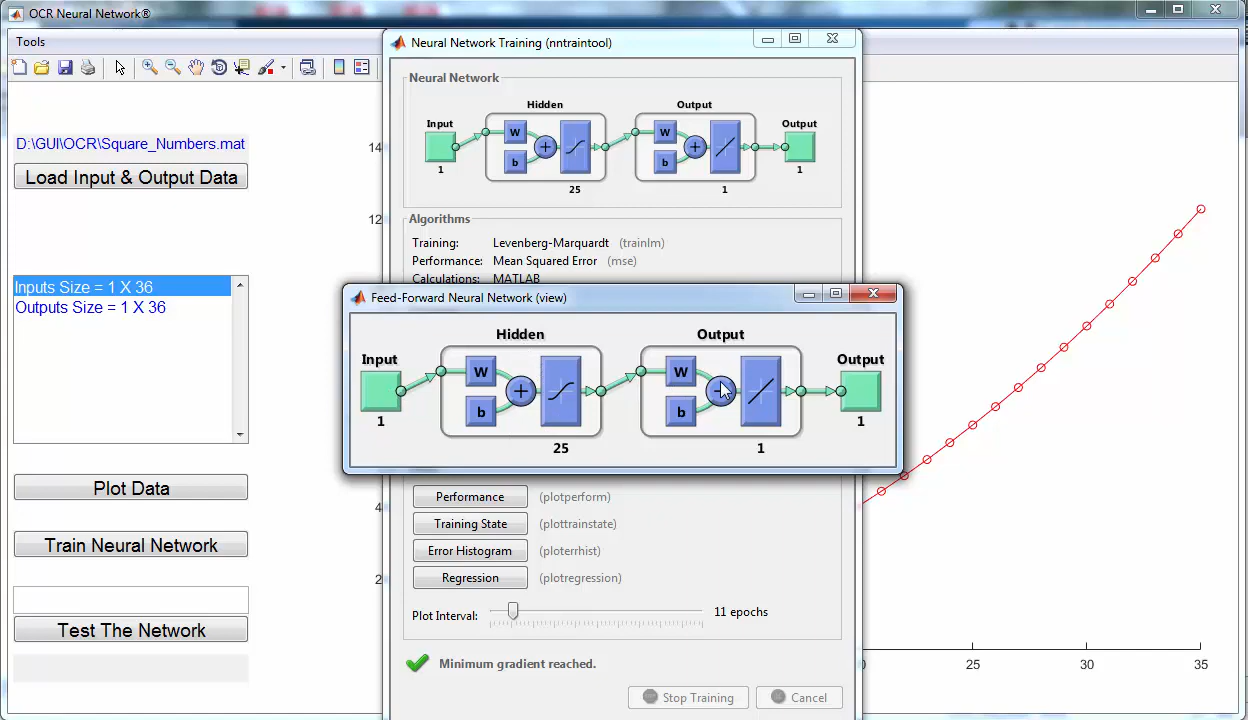 OCR Neural Network®
Tools
D:\GUI\OCR\Square_Numbers.mat
Load Input & Output Data
Inputs Size = 1 X 36
Outputs Size = 1 X 36
Plot Data
Train Neural Network
Test The Network
14
12
4
2
Neural Network Training (nntraintool)
Neural Network
Hidden
Output
Input
Output
W
W
b
b
1
1
25
1
Algorithms
Training: Levenberg-Marquardt (trainlm)
Performance: Mean Squared Error (mse)
Calculations: MATLAB
Feed-Forward Neural Network (view)
Hidden
Output
Input
Output
W
W
b
b
1
1
25
1
Performance (plotperform)
Training State (plottrainstate)
Error Histogram (ploterrhist)
Regression (plotregression)
Plot Interval: 11 epochs
Minimum gradient reached.
Stop Training
Cancel
25
30
35